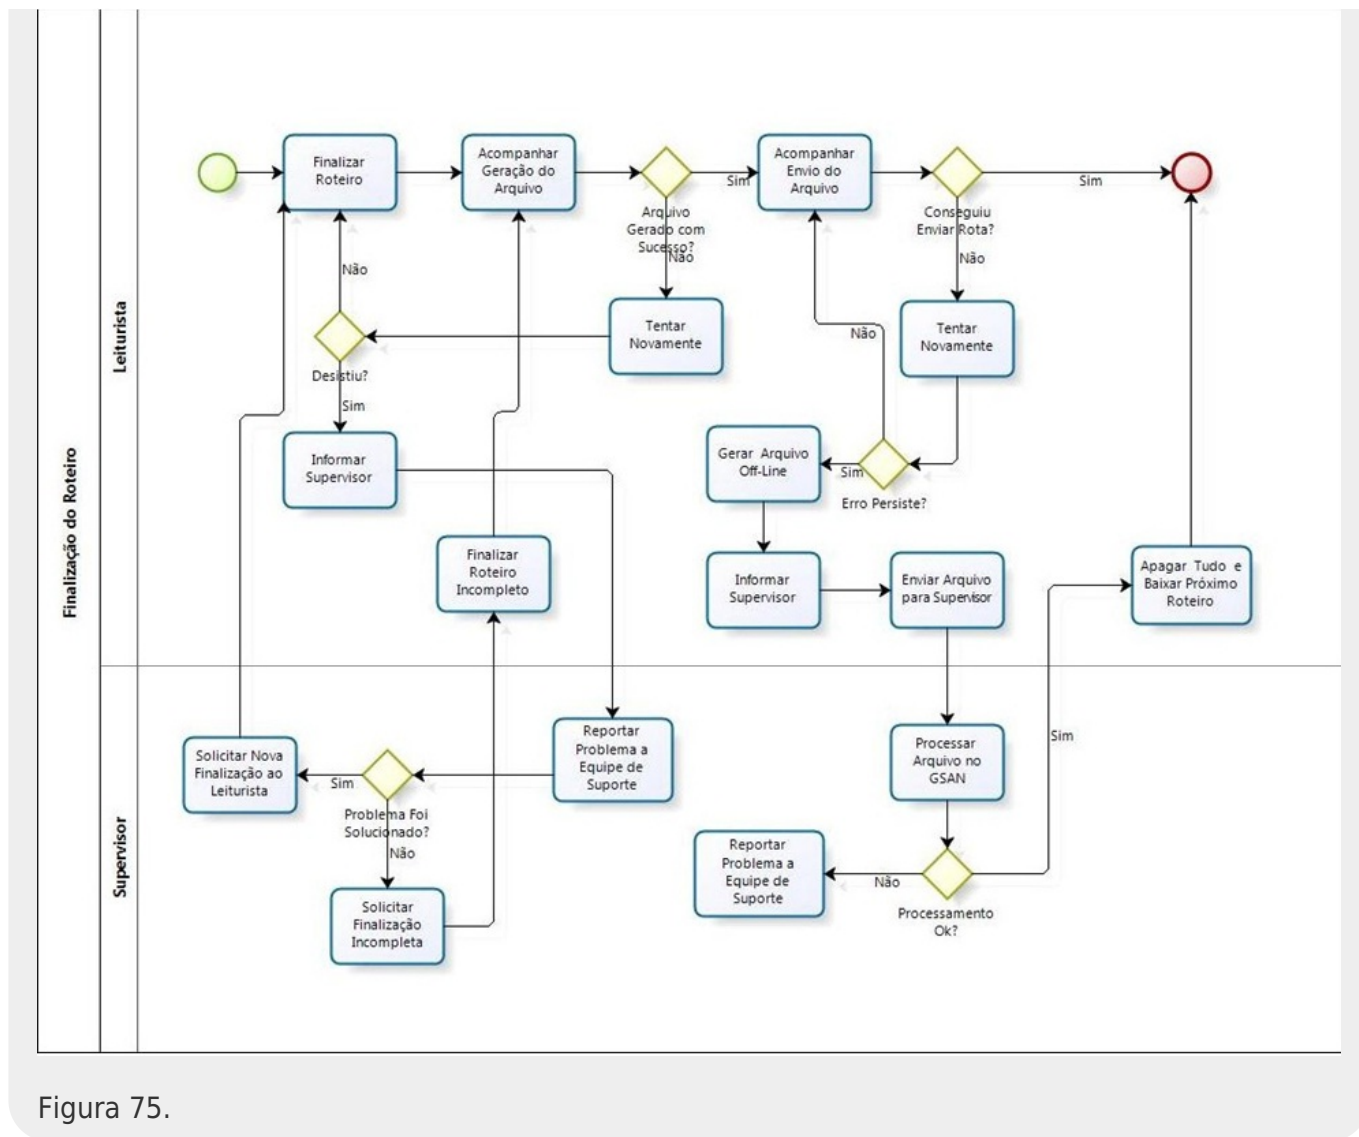 Finalização do Roteiro
Leiturista
Supervisor
Finalizar
Roteiro
Acompanhar
Geração do
Arquivo
Arquivo
Gerado com
Sucesso?
Sim
Não
Acompanhar
Envio do
Arquivo
Conseguiu
Enviar Rota?
Sim
Não
Tentar
Novamente
Desistiu?
Não
Sim
Informar
Supervisor
Tentar
Novamente
Não
Erro Persiste?
Sim
Gerar Arquivo
Off-Line
Informar
Supervisor
Enviar Arquivo
para Supervisor
Finalizar
Roteiro
Incompleto
Apagar Tudo e
Baixar Próximo
Roteiro
Reportar
Problema a
Equipe de
Suporte
Problema Foi
Solucionado?
Sim
Não
Solicitar Nova
Finalização ao
Leiturista
Solicitar
Finalização
Incompleta
Processar
Arquivo no
GSAN
Processamento
Ok?
Sim
Não
Reportar
Problema a
Equipe de
Suporte
Figura 75.